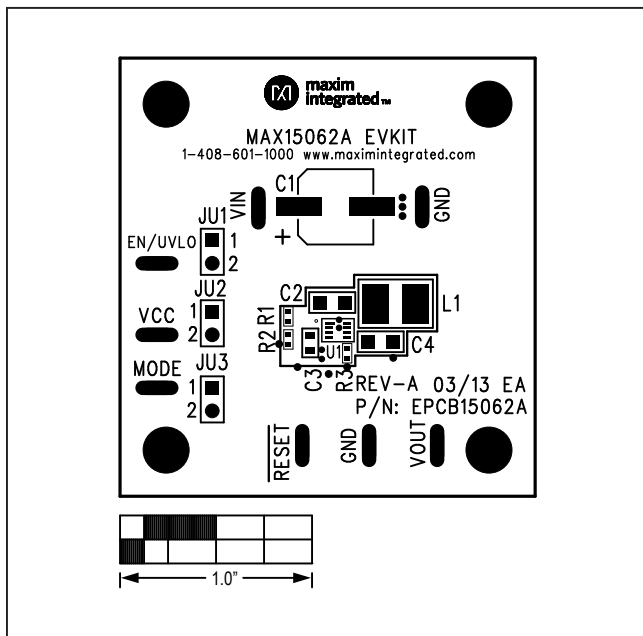 maxim
integrated™
MAX15062A EVKIT
1-408-601-1000 www.maximintegrated.com
C1
VIN
GND
+
JU1
EN/UVLO
1
2
JU2
VCC
1
2
MODE
JU3
1
2
C2
L1
R1
R2
U1
C4
C3
R3
REV-A 03/13 EA
P/N: EPCB15062A
RESET
GND
VOUT
1.0"